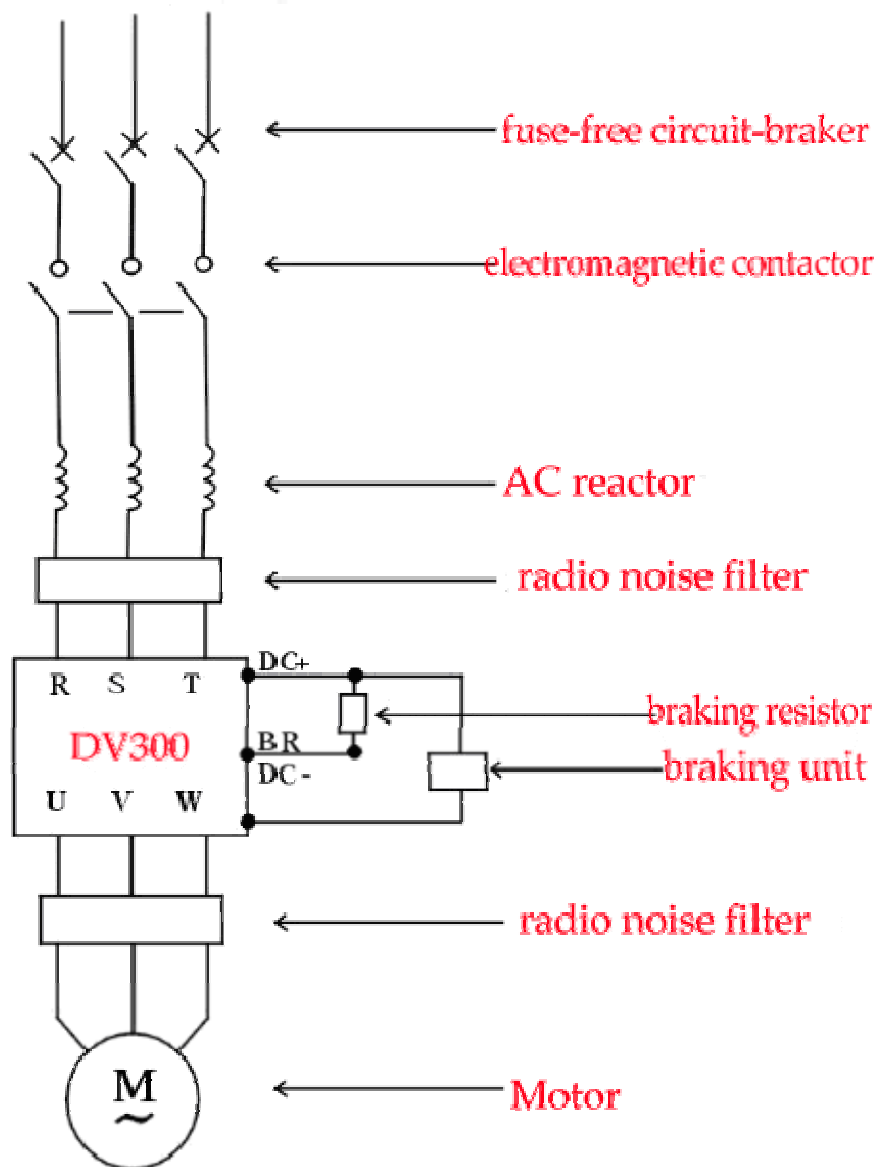 fuse-free circuit-braker
electromagnetic contactor
AC reactor
radio noise filter
DC+
R S T
braking resistor
DV300
BR
braking unit
DC-
U V W
radio noise filter
M
~
Motor